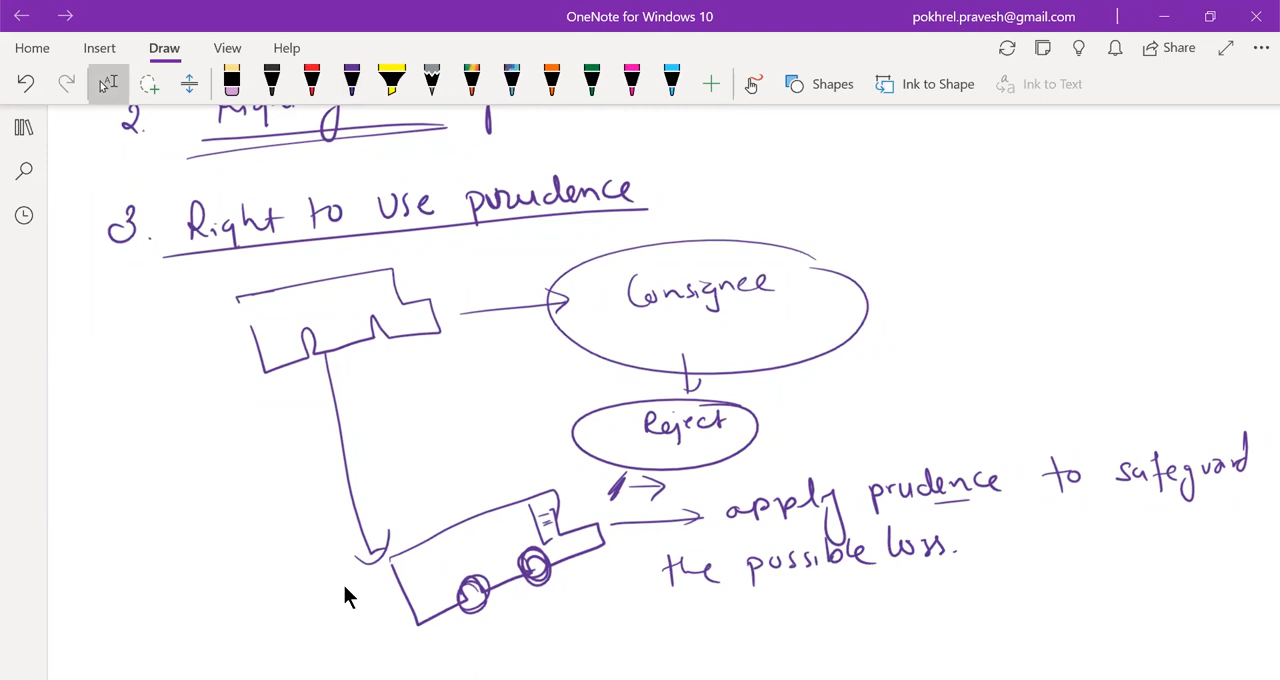 OneNote for Windows 10
pokhrel.pravesh@gmail.com
Home Insert Draw View Help
Share
Shapes
Ink to Shape
Ink to Text
2.
3. Right to use prudence
Consignee
Reject
apply prudence to safeguard
the possible loss.